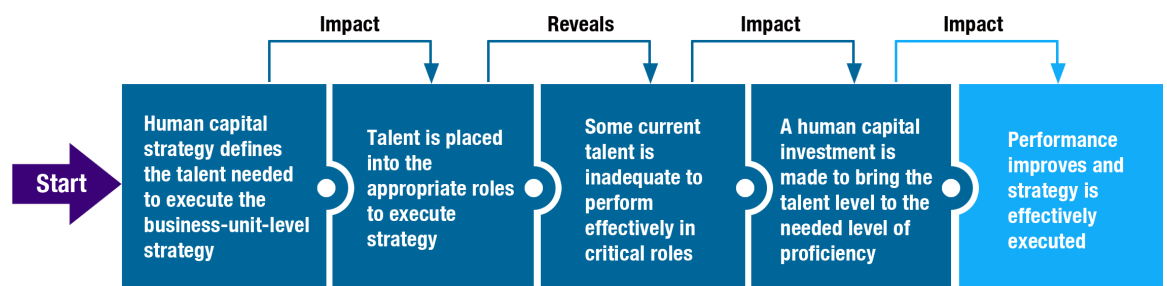 Impact
Reveals
Impact
Impact
Start
Human capital
strategy defines
the talent needed
to execute the
business-unit-level
strategy
Talent is placed
into the
appropriate roles
to execute
strategy
Some current
talent is
inadequate to
perform
effectively in
critical roles
A human capital
investment is
made to bring the
talent level to the
needed level of
proficiency
Performance
improves and
strategy is
effectively
executed